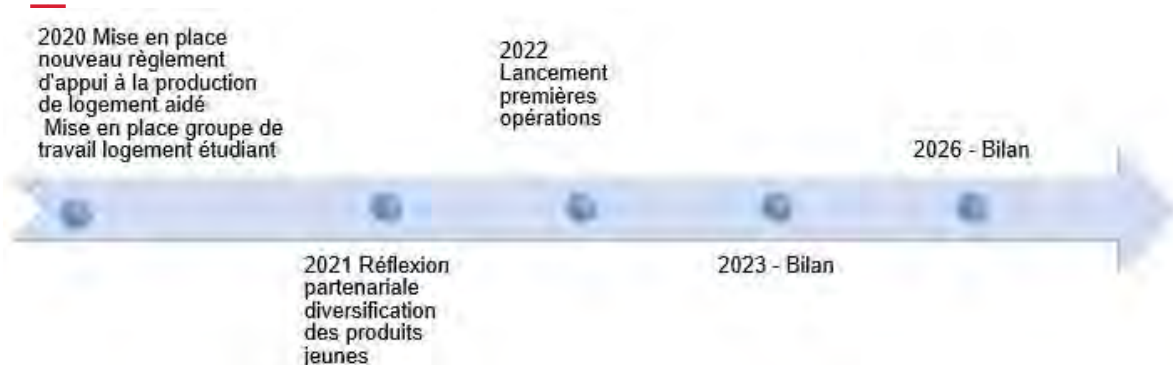 2020 Mise en place
nouveau règlement
d'appui à la production
de logement aidé
Mise en place groupe de
travail logement étudiant
2021 Réflexion
partenariale
diversification
des produits
jeunes
2022
Lancement
premières
opérations
2023 - Bilan
2026 - Bilan